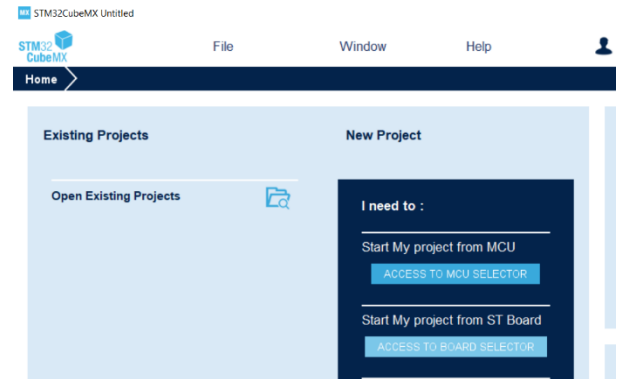 MX STM32CubeMX Untitled
STM32
CubeMX
File
Window
Help
Home
Existing Projects
Open Existing Projects
New Project
I need to :
Start My project from MCU
ACCESS TO MCU SELECTOR
Start My project from ST Board
ACCESS TO BOARD SELECTOR